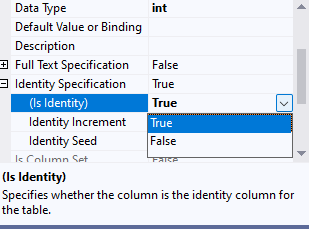 Data Type int
Default Value or Binding
Description
Full Text Specification False
Identity Specification True
(Is Identity) True
Identity Increment True
Identity Seed False
Is Column Set False
(Is Identity)
Specifies whether the column is the identity column for
the table.